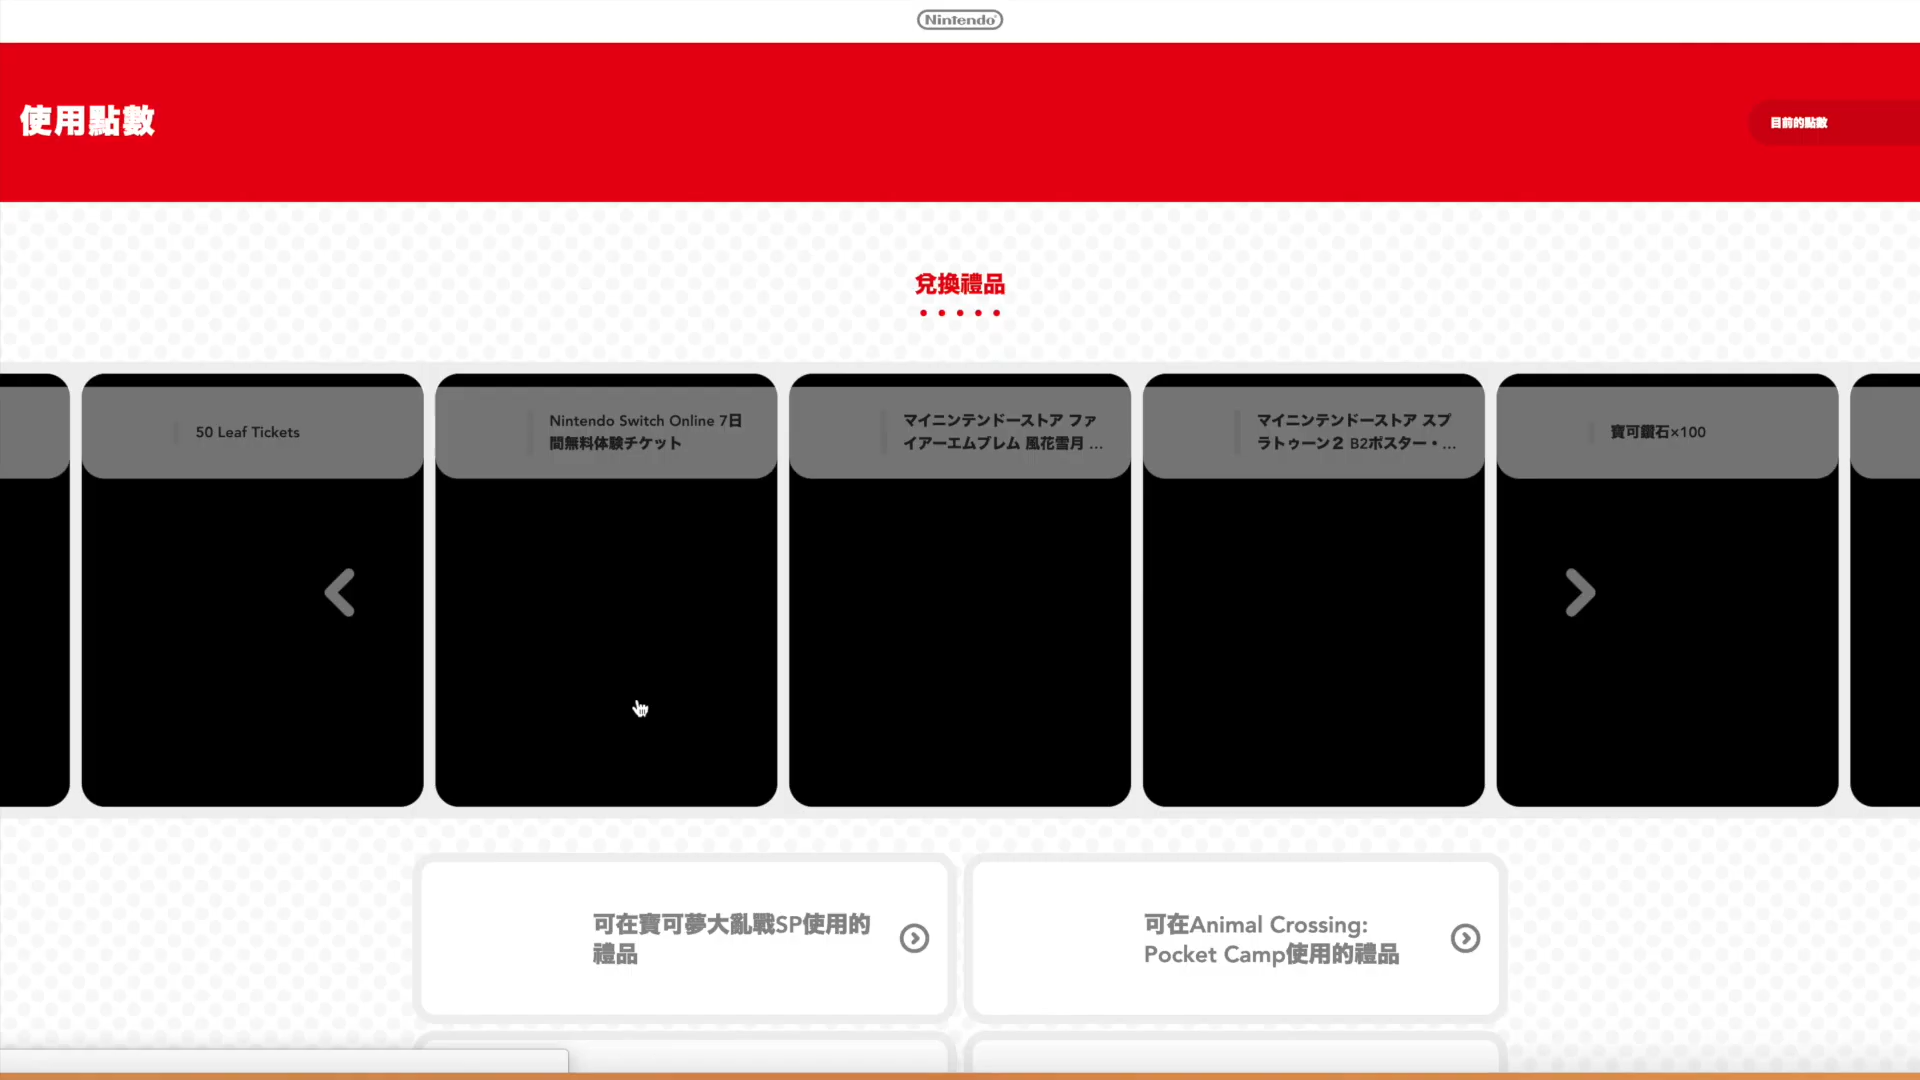 Nintendo
使用點數
目前的點數
兌換禮品
50 Leaf Tickets
Nintendo Switch Online 7日
間無料体験チケット
マイニンテンドーストア ファ
イアーエムブレム 風花雪月 ...
マイニンテンドーストア スプ
ラトゥーン2 B2ポスター・...
寶可鑽石×100
可在寶可夢大亂戰SP使用的
禮品
可在Animal Crossing:
Pocket Camp使用的禮品